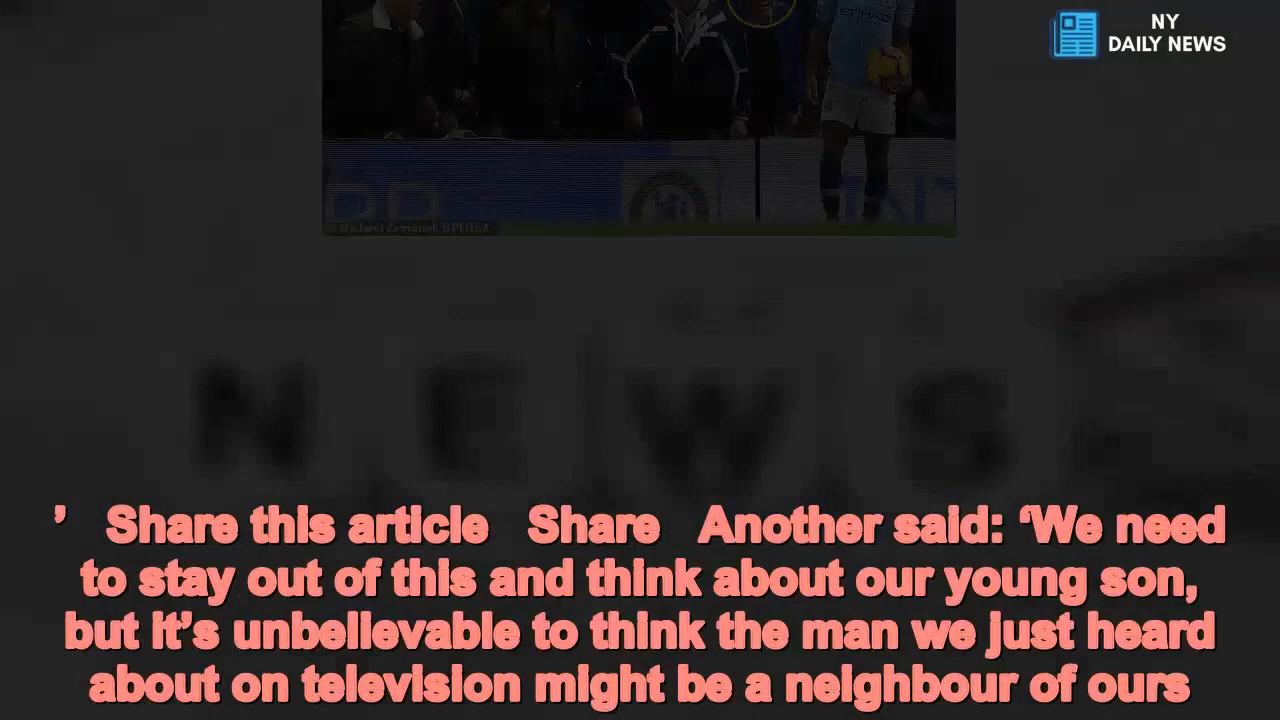 NY
DAILY NEWS
ETIHAD
NEWS
’ Share this article Share Another said: ‘We need
to stay out of this and think about our young son,
but it’s unbelievable to think the man we just heard
about on television might be a neighbour of ours